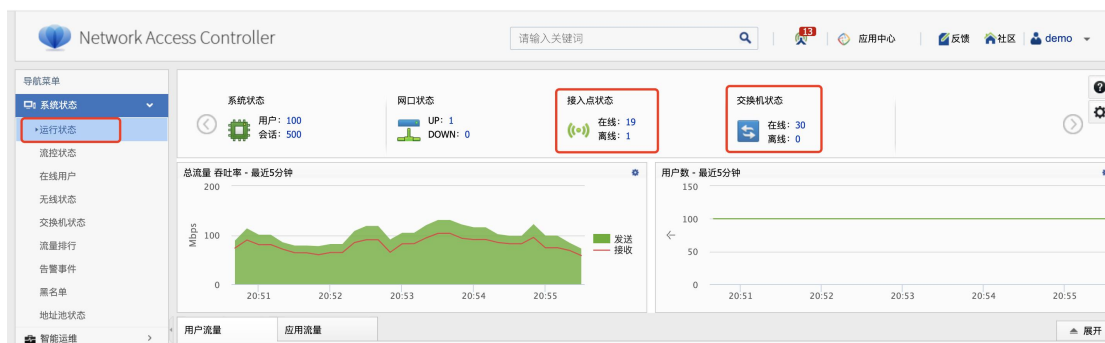 Network Access Controller
请输入关键词
13
应用中心
反馈
社区
demo
导航菜单
系统状态
运行状态
流控状态
在线用户
无线状态
交换机状态
流量排行
告警事件
黑名单
地址池状态
智能运维
系统状态
用户: 100
会话: 500
网口状态
UP: 1
DOWN: 0
接入点状态
在线: 19
离线: 1
交换机状态
在线: 30
离线: 0
总流量 吞吐率 - 最近5分钟
200
100
0
Mbps
20:51
20:52
20:53
20:54
20:55
发送
接收
用户数 - 最近5分钟
150
100
50
0
20:51
20:52
20:53
20:54
20:55
用户流量
应用流量
展开